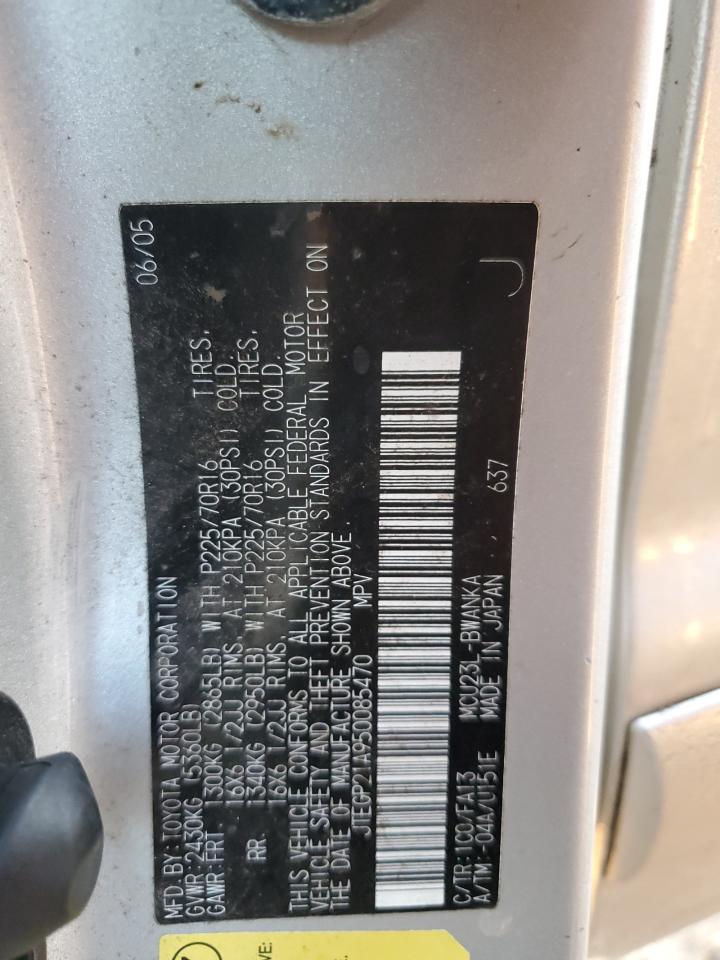 MFD.BY:TOYOTA MOTOR CORPORATION 06/05
GVWR:2430KG (5360LB)
GAWR:FRT 1300KG (2865LB) WITH P225/70R16 TIRES,
16X6 1/2JJ RIMS, AT 210KPA (30PSI) COLD.
RR. 1340KG (2950LB) WITH P225/70R16 TIRES,
16X6 1/2JJ RIMS, AT 210KPA (30PSI) COLD.
THIS VEHICLE CONFORMS TO ALL APPLICABLE FEDERAL MOTOR
VEHICLE SAFETY AND THEFT PREVENTION STANDARDS IN EFFECT ON
THE DATE OF MANUFACTURE SHOWN ABOVE.
JTEGP21A950085470 MPV
C/TR:1C0/FA13 MCU23L-BWANKA 637 J
A/TM:-04A/U151E MADE IN JAPAN